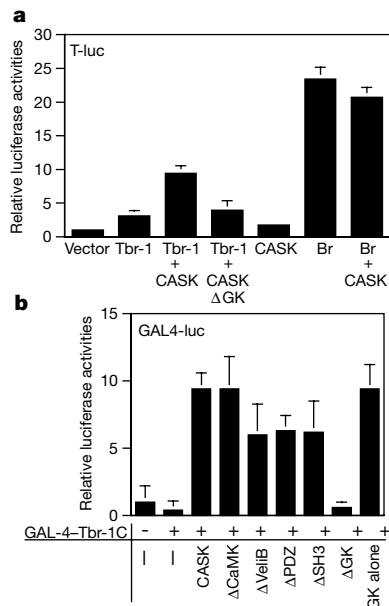 a
T-luc
Relative luciferase activities
30
25
20
15
10
5
0
Vector Tbr-1 Tbr-1 + CASK Tbr-1 + CASK ΔGK CASK Br Br + CASK
b
GAL4-luc
Relative luciferase activities
15
10
5
0
GAL-4–Tbr-1C - + + + + + + + +
– – CASK ΔCaMK ΔVeliB ΔPDZ ΔSH3 ΔGK GK alone